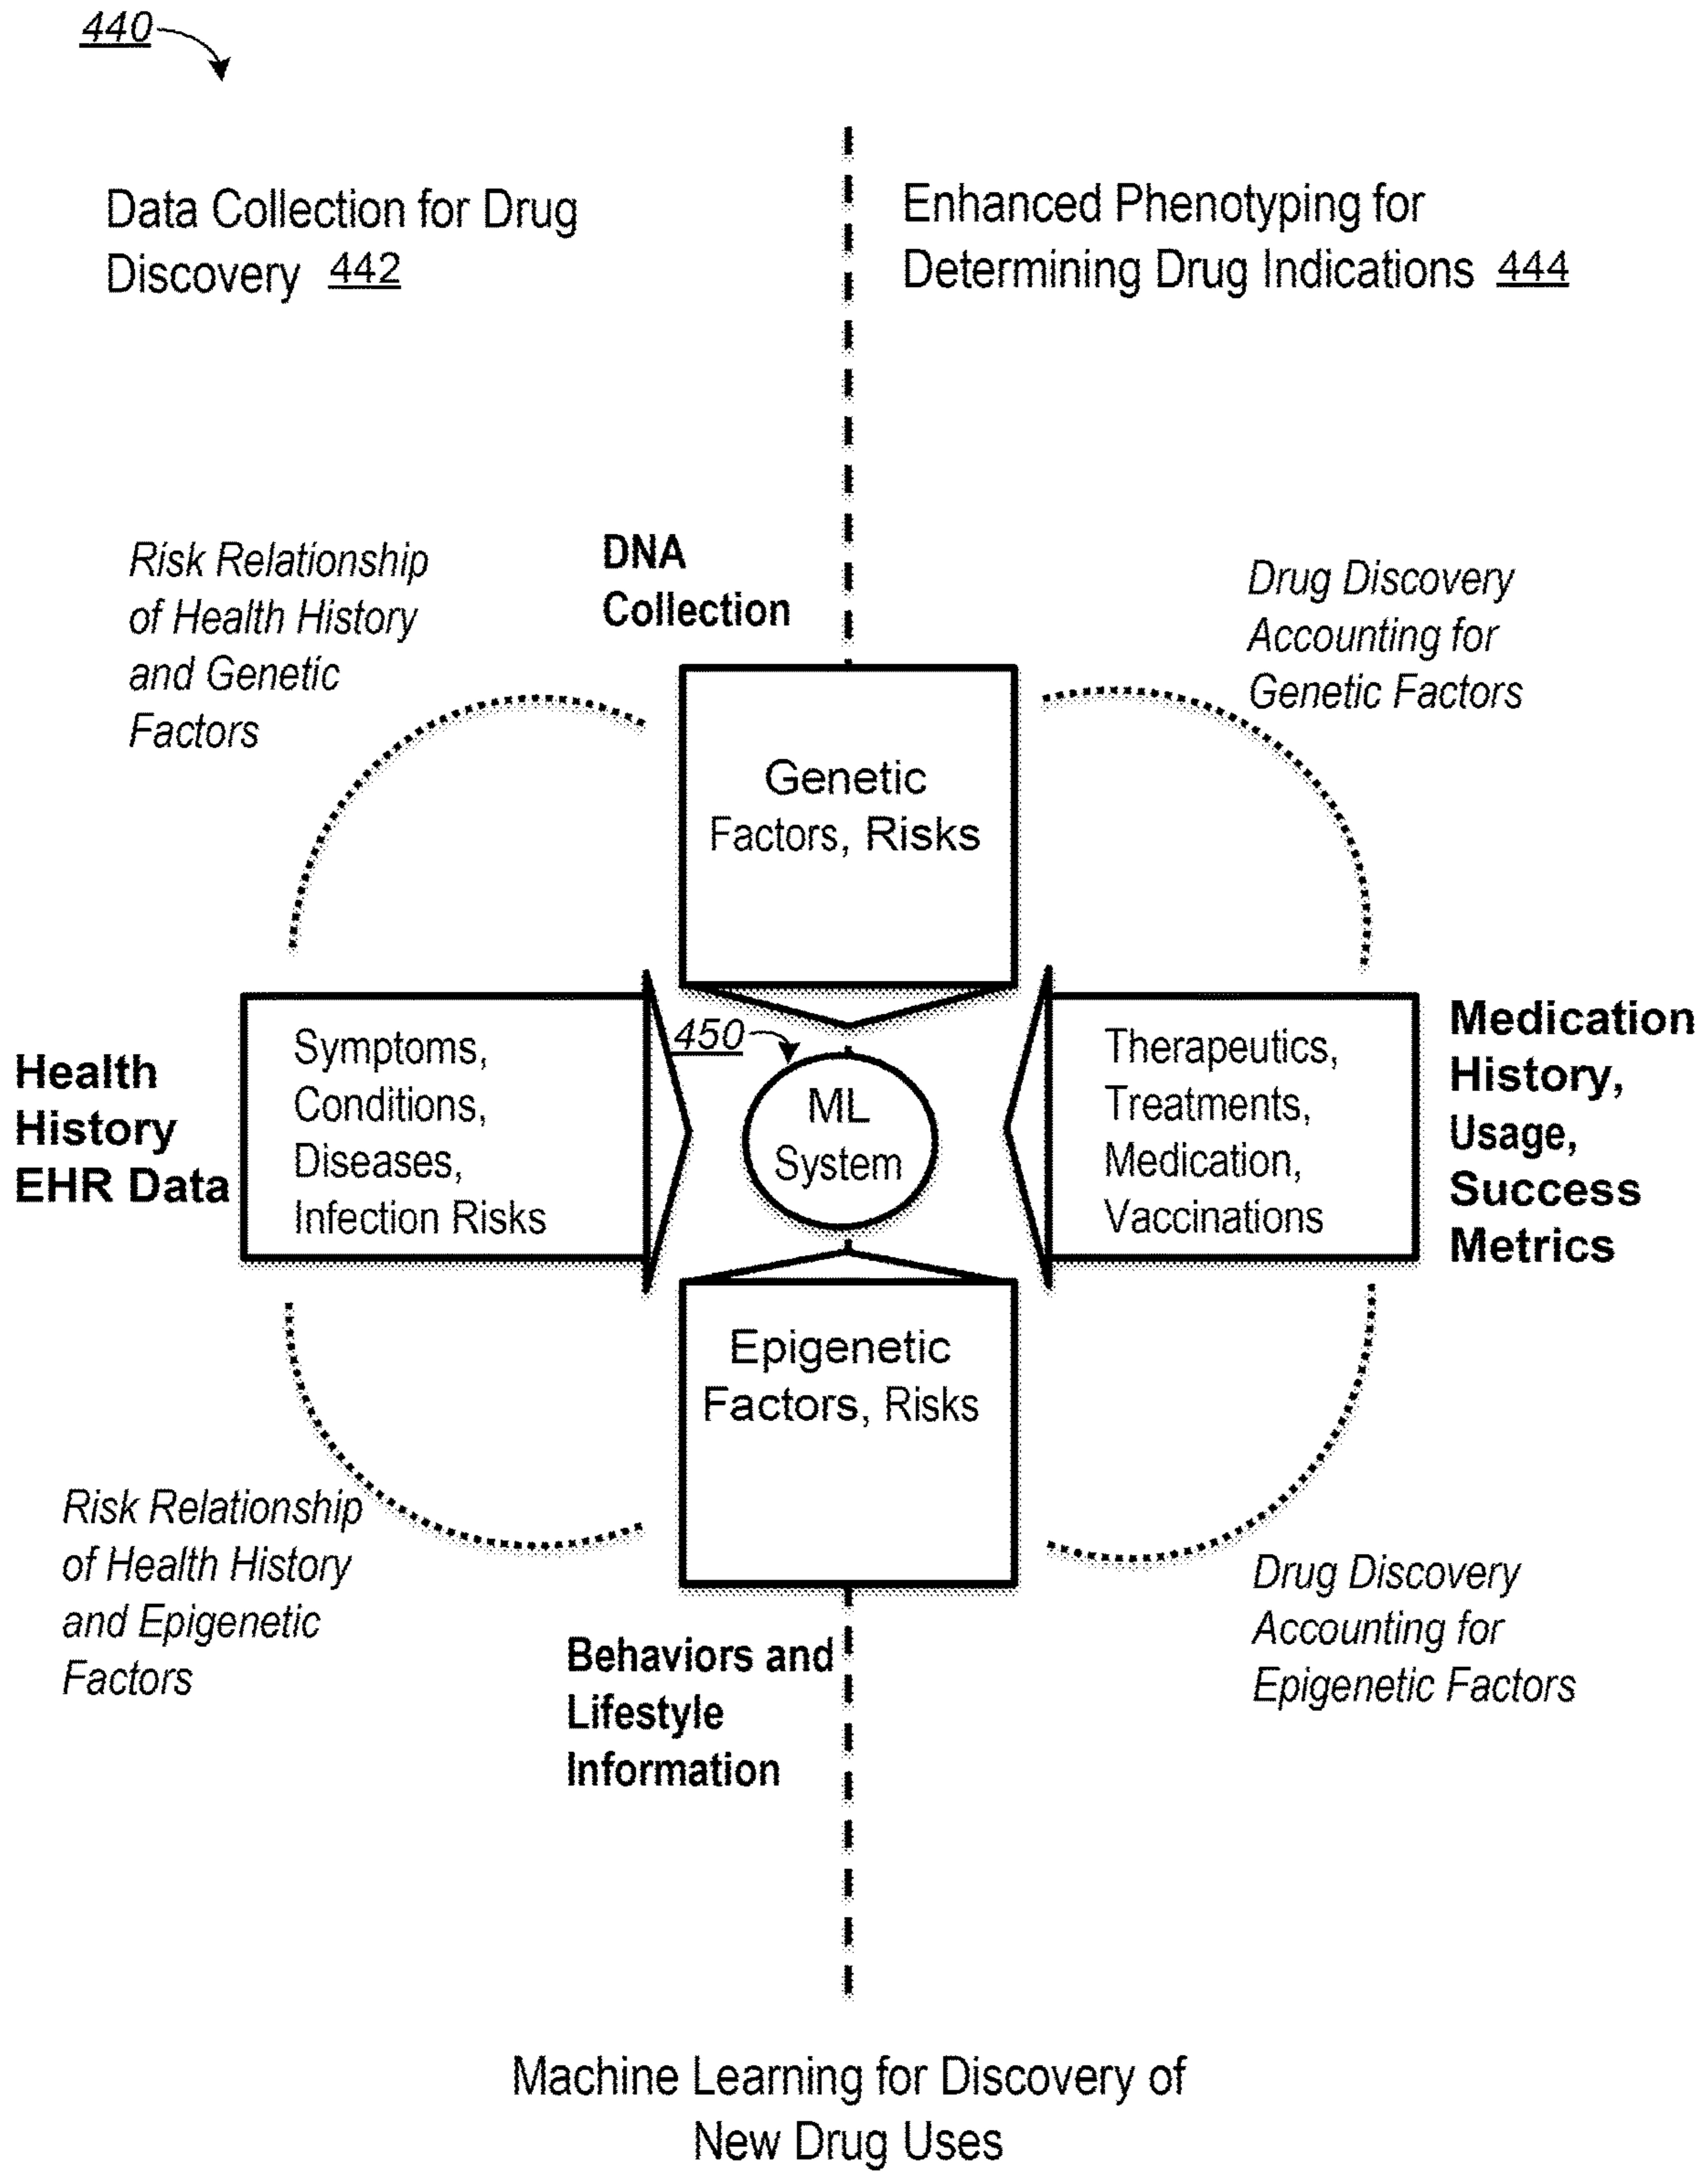 440
Data Collection for Drug
Discovery 442
Enhanced Phenotyping for
Determining Drug Indications 444
Risk Relationship
of Health History
and Genetic
Factors
DNA
Collection
Drug Discovery
Accounting for
Genetic Factors
Genetic
Factors, Risks
Health
History
EHR Data
Symptoms,
Conditions,
Diseases,
Infection Risks
450
ML
System
Therapeutics,
Treatments,
Medication,
Vaccinations
Medication
History,
Usage,
Success
Metrics
Epigenetic
Factors, Risks
Risk Relationship
of Health History
and Epigenetic
Factors
Behaviors and
Lifestyle
Information
Drug Discovery
Accounting for
Epigenetic Factors
Machine Learning for Discovery of
New Drug Uses